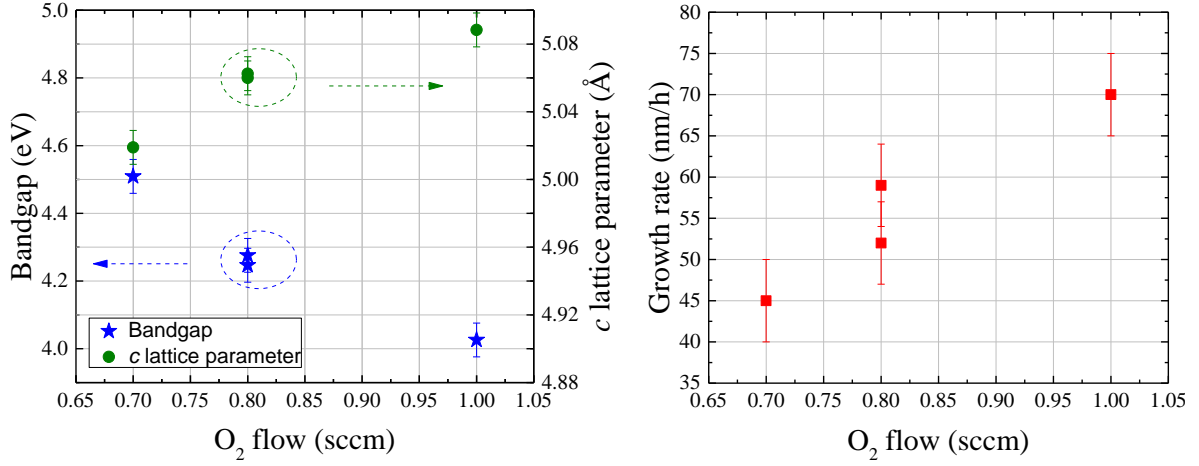 5.0
4.8
4.6
4.4
4.2
4.0
Bandgap (eV)
5.08
5.04
5.00
4.96
4.92
4.88
c lattice parameter (Å)
Bandgap
c lattice parameter
0.65 0.70 0.75 0.80 0.85 0.90 0.95 1.00 1.05
O₂ flow (sccm)
80
75
70
65
60
55
50
45
40
35
Growth rate (nm/h)
0.65 0.70 0.75 0.80 0.85 0.90 0.95 1.00 1.05
O₂ flow (sccm)